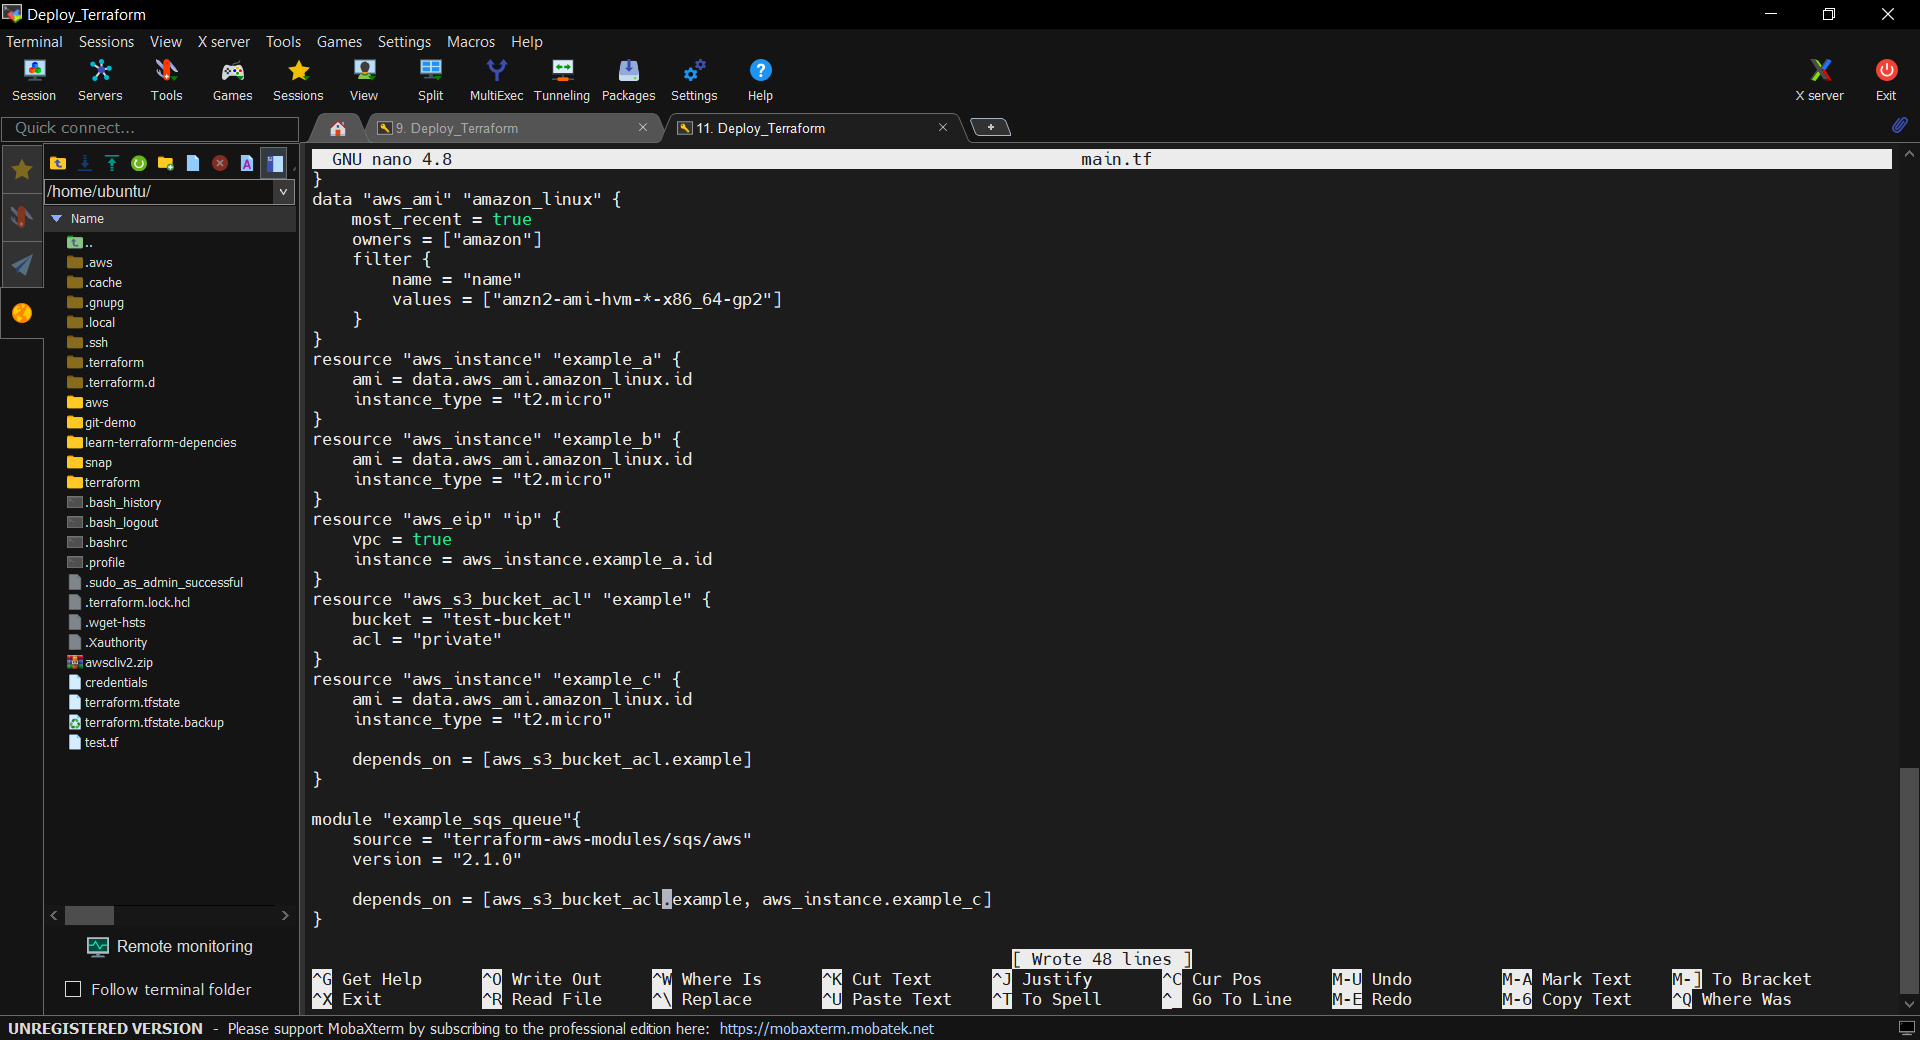 Deploy_Terraform
Terminal Sessions View X server Tools Games Settings Macros Help
Session Servers Tools Games Sessions View Split MultiExec Tunneling Packages Settings Help X server Exit
Quick connect...
9. Deploy_Terraform
11. Deploy_Terraform
/home/ubuntu/
Name
..
.aws
.cache
.gnupg
.local
.ssh
.terraform
.terraform.d
aws
git-demo
learn-terraform-depencies
snap
terraform
.bash_history
.bash_logout
.bashrc
.profile
.sudo_as_admin_successful
.terraform.lock.hcl
.wget-hsts
.Xauthority
awscliv2.zip
credentials
terraform.tfstate
terraform.tfstate.backup
test.tf
Remote monitoring
Follow terminal folder
GNU nano 4.8 main.tf
}
data "aws_ami" "amazon_linux" {
    most_recent = true
    owners = ["amazon"]
    filter {
        name = "name"
        values = ["amzn2-ami-hvm-*-x86_64-gp2"]
    }
}
resource "aws_instance" "example_a" {
    ami = data.aws_ami.amazon_linux.id
    instance_type = "t2.micro"
}
resource "aws_instance" "example_b" {
    ami = data.aws_ami.amazon_linux.id
    instance_type = "t2.micro"
}
resource "aws_eip" "ip" {
    vpc = true
    instance = aws_instance.example_a.id
}
resource "aws_s3_bucket_acl" "example" {
    bucket = "test-bucket"
    acl = "private"
}
resource "aws_instance" "example_c" {
    ami = data.aws_ami.amazon_linux.id
    instance_type = "t2.micro"
    depends_on = [aws_s3_bucket_acl.example]
}
module "example_sqs_queue"{
    source = "terraform-aws-modules/sqs/aws"
    version = "2.1.0"
    depends_on = [aws_s3_bucket_acl.example, aws_instance.example_c]
}
[ Wrote 48 lines ]
^G Get Help ^O Write Out ^W Where Is ^K Cut Text ^J Justify ^C Cur Pos M-U Undo M-A Mark Text M-] To Bracket
^X Exit ^R Read File ^\ Replace ^U Paste Text ^T To Spell ^_ Go To Line M-E Redo M-6 Copy Text ^Q Where Was
UNREGISTERED VERSION - Please support MobaXterm by subscribing to the professional edition here: https://mobaxterm.mobatek.net